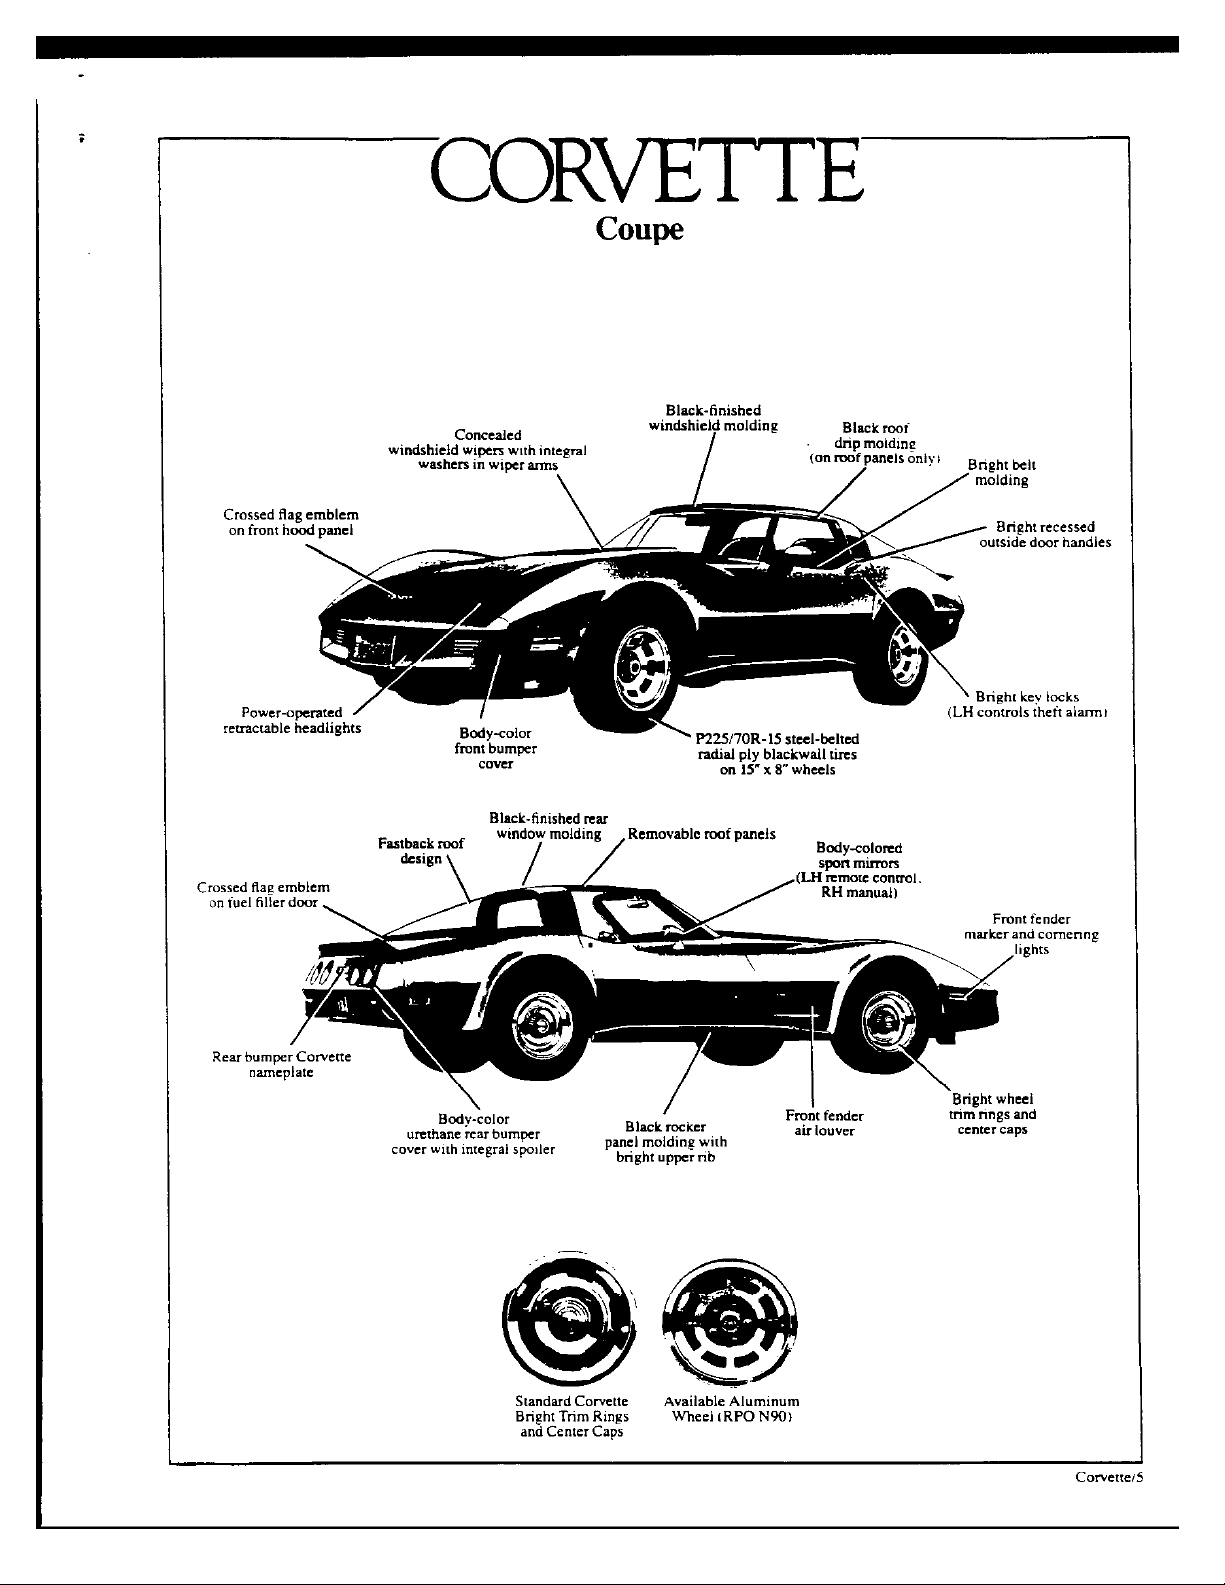 CORVETTE
Coupe
Black-finished
windshield molding
Concealed
windshield wipers with integral
washers in wiper arms
Black roof
drip molding
(on roof panels only)
Bright belt
molding
Crossed flag emblem
on front hood panel
Bright recessed
outside door handles
Power-operated
retractable headlights
Body-color
front bumper
cover
P225/70R-15 steel-belted
radial ply blackwall tires
on 15" x 8" wheels
Bright key locks
(LH controls theft alarm)
Black-finished rear
window molding
Fastback roof
design
Removable roof panels
Body-colored
sport mirrors
(LH remote control,
RH manual)
Crossed flag emblem
on fuel filler door
Front fender
marker and cornering
lights
Rear bumper Corvette
nameplate
Body-color
urethane rear bumper
cover with integral spoiler
Black rocker
panel molding with
bright upper rib
Front fender
air louver
Bright wheel
trim rings and
center caps
Standard Corvette
Bright Trim Rings
and Center Caps
Available Aluminum
Wheel (RPO N90)
Corvette/5